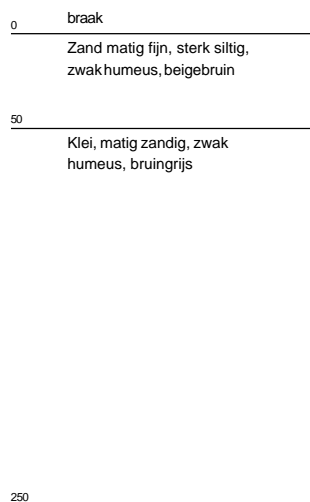 0 braak
Zand matig fijn, sterk siltig,
zwak humeus, beigebruin
50
Klei, matig zandig, zwak
humeus, bruingrijs
250